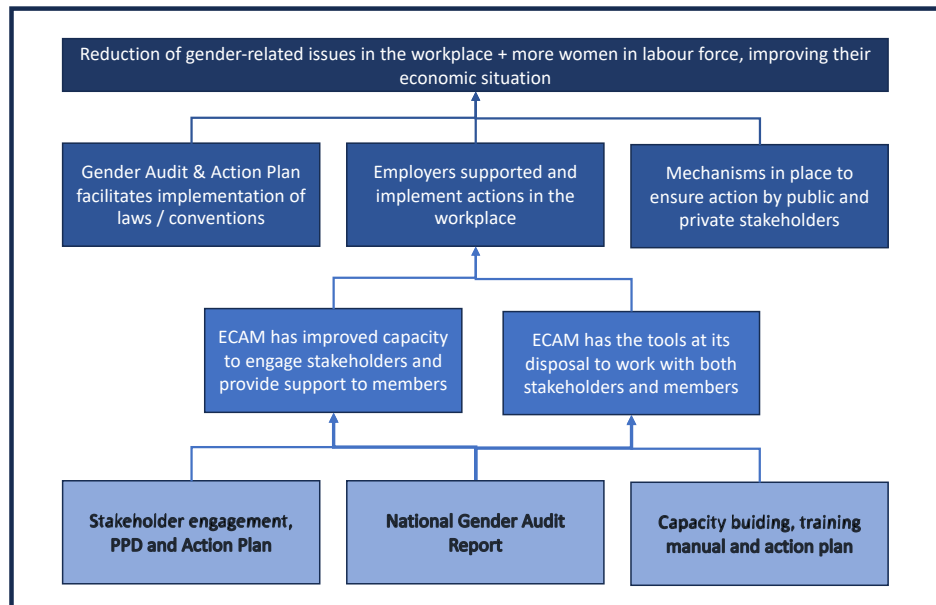 Reduction of gender-related issues in the workplace + more women in labour force, improving their
economic situation
Gender Audit & Action Plan
facilitates implementation of
laws / conventions
Employers supported and
implement actions in the
workplace
Mechanisms in place to
ensure action by public and
private stakeholders
ECAM has improved capacity
to engage stakeholders and
provide support to members
ECAM has the tools at its
disposal to work with both
stakeholders and members
Stakeholder engagement,
PPD and Action Plan
National Gender Audit
Report
Capacity buiding, training
manual and action plan